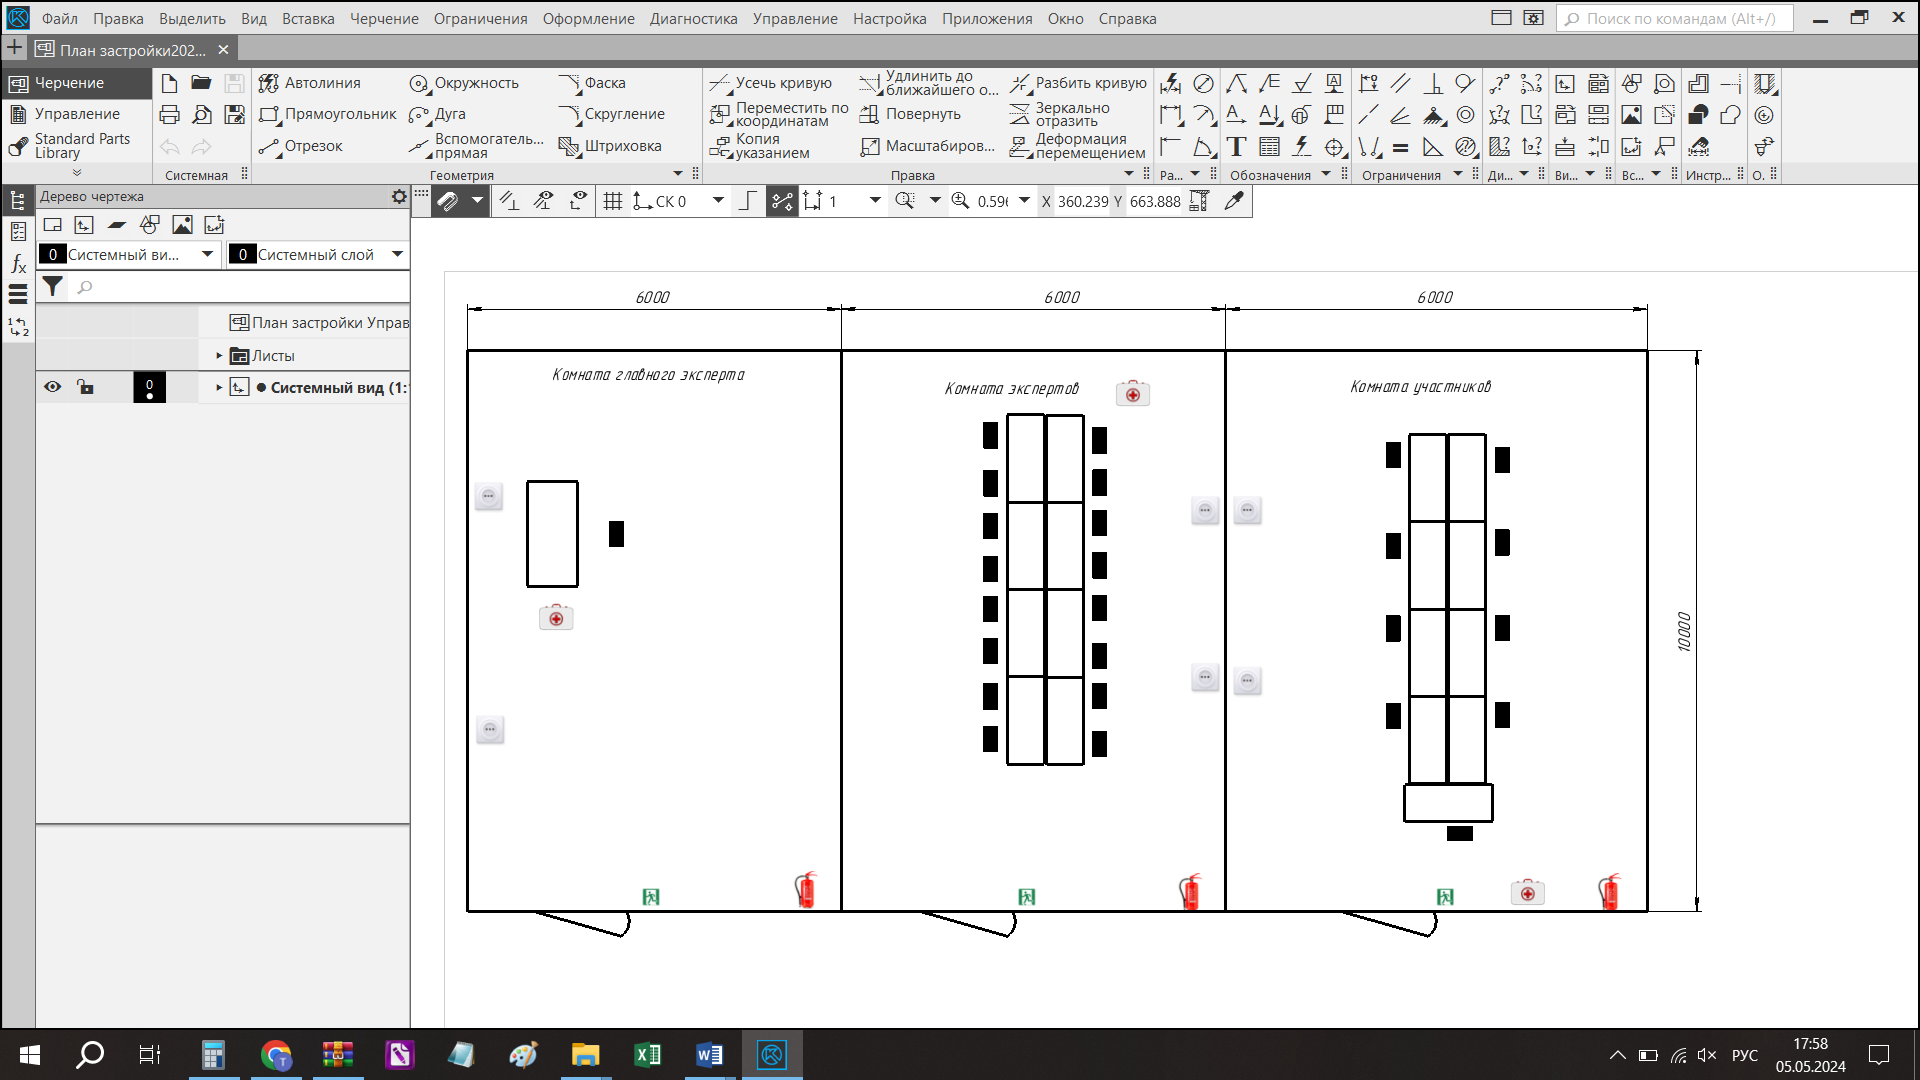 Файл Правка Выделить Вид Вставка Черчение Ограничения Оформление Диагностика Управление Настройка Приложения Окно Справка
Поиск по командам (Alt+/)
План застройки202...
Черчение
Управление
Standard Parts
Library
Системная
Автолиния
Прямоугольник
Отрезок
Окружность
Дуга
Вспомогатель...
прямая
Фаска
Скругление
Штриховка
Геометрия
Усечь кривую
Переместить по
координатам
Копия
указанием
Удлинить до
ближайшего о...
Повернуть
Масштабиров...
Разбить кривую
Зеркально
отразить
Деформация
перемещением
Правка
Ра...
Обозначения
Ограничения
Ди...
Ви...
Вс...
Инстр...
О.
Дерево чертежа
СК 0
1
0.596
X 360.239 Y 663.888
0 Системный ви...
0 Системный слой
План застройки Управ
Листы
0
Системный вид (1:1
6000
6000
6000
10000
Комната главного эксперта
Комната экспертов
Комната участников
РУС
17:58
05.05.2024